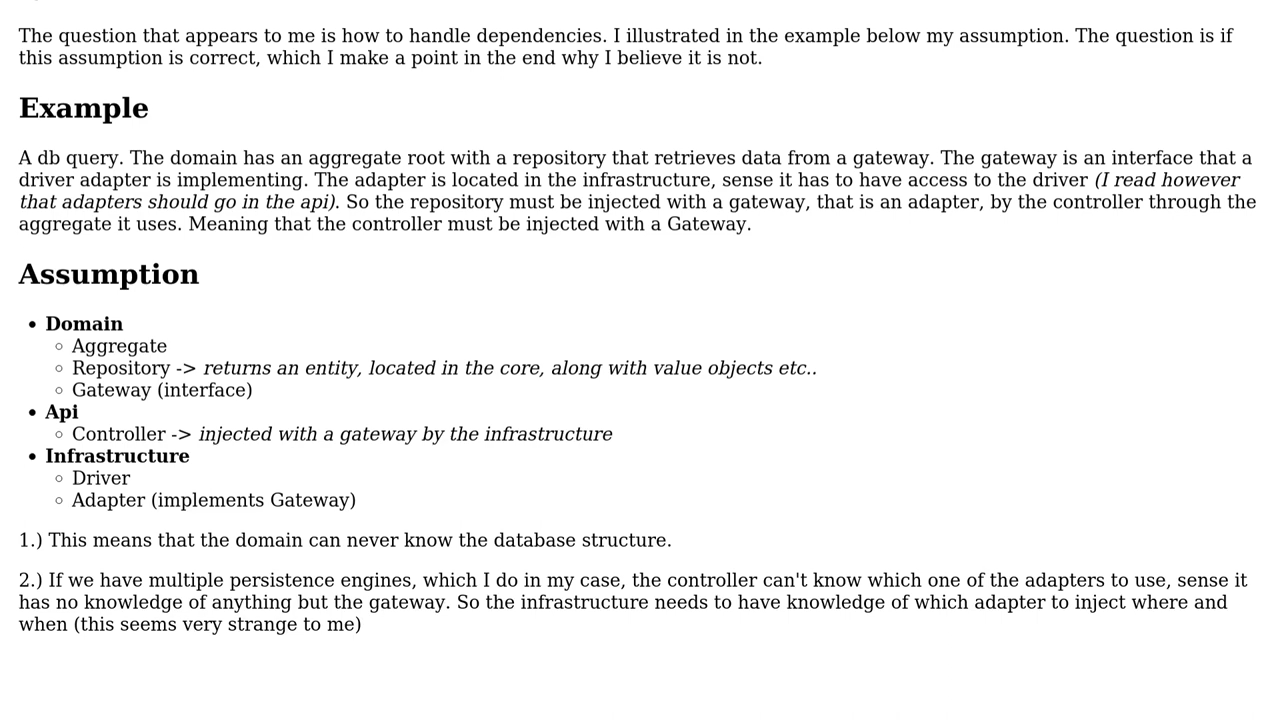 The question that appears to me is how to handle dependencies. I illustrated in the example below my assumption. The question is if
this assumption is correct, which I make a point in the end why I believe it is not.
Example
A db query. The domain has an aggregate root with a repository that retrieves data from a gateway. The gateway is an interface that a
driver adapter is implementing. The adapter is located in the infrastructure, sense it has to have access to the driver (I read however
that adapters should go in the api). So the repository must be injected with a gateway, that is an adapter, by the controller through the
aggregate it uses. Meaning that the controller must be injected with a Gateway.
Assumption
• Domain
◦ Aggregate
◦ Repository -> returns an entity, located in the core, along with value objects etc..
◦ Gateway (interface)
• Api
◦ Controller -> injected with a gateway by the infrastructure
• Infrastructure
◦ Driver
◦ Adapter (implements Gateway)
1.) This means that the domain can never know the database structure.
2.) If we have multiple persistence engines, which I do in my case, the controller can't know which one of the adapters to use, sense it
has no knowledge of anything but the gateway. So the infrastructure needs to have knowledge of which adapter to inject where and
when (this seems very strange to me)